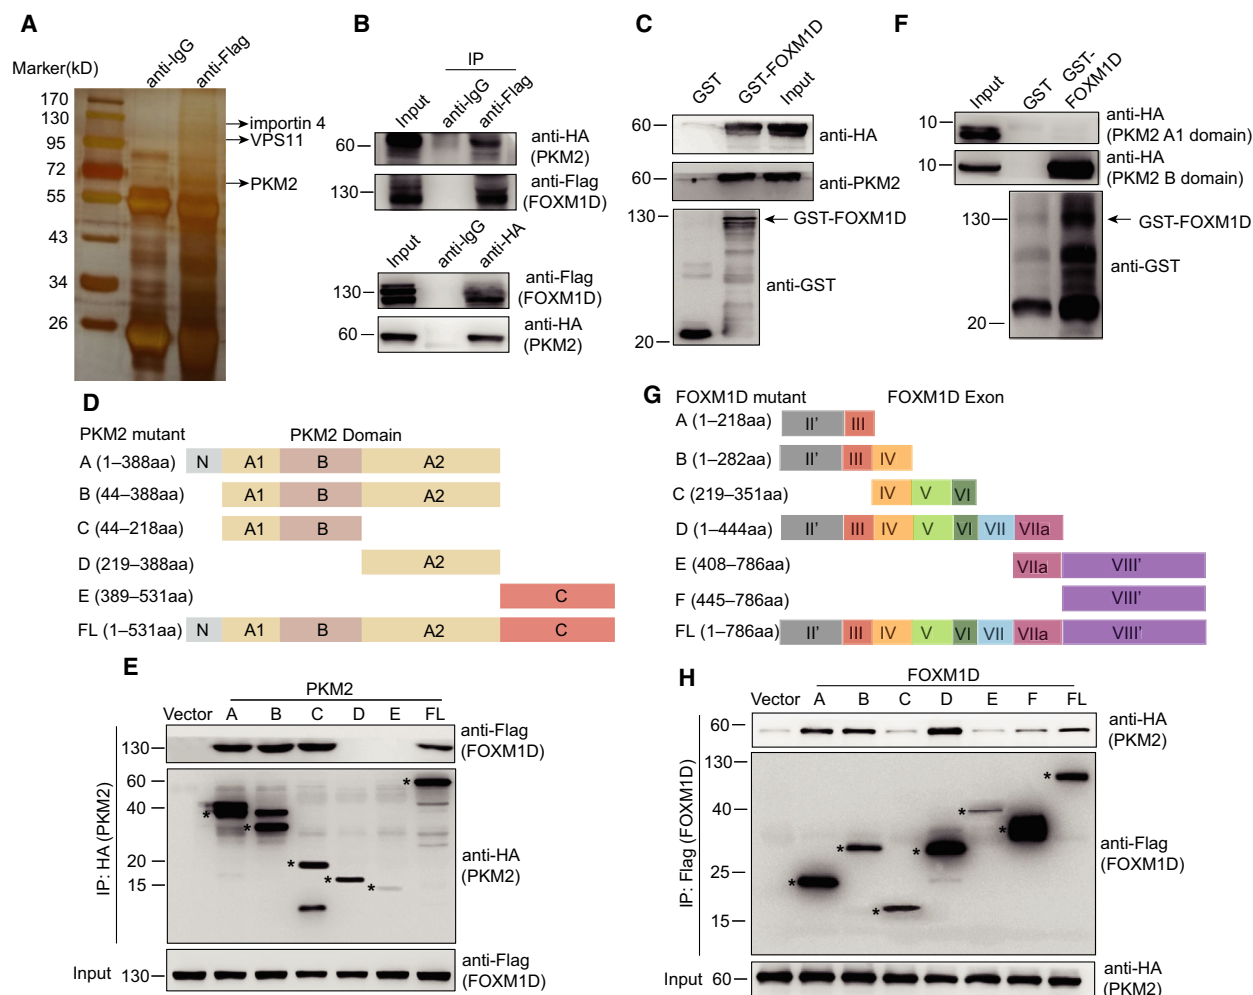 A
Marker(kD)
anti-IgG
anti-Flag
170
130
95
72
55
43
34
26
importin 4
VPS11
PKM2
B
IP
Input
anti-IgG
anti-Flag
60
anti-HA
(PKM2)
130
anti-Flag
(FOXM1D)
Input
anti-IgG
anti-HA
130
anti-Flag
(FOXM1D)
60
anti-HA
(PKM2)
C
GST
GST-FOXM1D
Input
60
anti-HA
60
anti-PKM2
130
GST-FOXM1D
anti-GST
20
F
Input
GST
GST-
FOXM1D
10
anti-HA
(PKM2 A1 domain)
10
anti-HA
(PKM2 B domain)
130
GST-FOXM1D
anti-GST
20
D
PKM2 mutant
PKM2 Domain
A (1–388aa)
N A1 B A2
B (44–388aa)
A1 B A2
C (44–218aa)
A1 B
D (219–388aa)
A2
E (389–531aa)
C
FL (1–531aa)
N A1 B A2 C
E
PKM2
Vector A B C D E FL
130
anti-Flag
(FOXM1D)
IP: HA (PKM2)
60
40
20
15
* * * * * *
anti-HA
(PKM2)
Input
130
anti-Flag
(FOXM1D)
G
FOXM1D mutant
FOXM1D Exon
A (1–218aa)
II' III
B (1–282aa)
II' III IV
C (219–351aa)
IV V VI
D (1–444aa)
II' III IV V VI VII VIIa
E (408–786aa)
VIIa VIII'
F (445–786aa)
VIII'
FL (1–786aa)
II' III IV V VI VII VIIa VIII'
H
FOXM1D
Vector A B C D E F FL
60
anti-HA
(PKM2)
IP: Flag (FOXM1D)
130
40
25
15
* * * * * * *
anti-Flag
(FOXM1D)
Input
60
anti-HA
(PKM2)